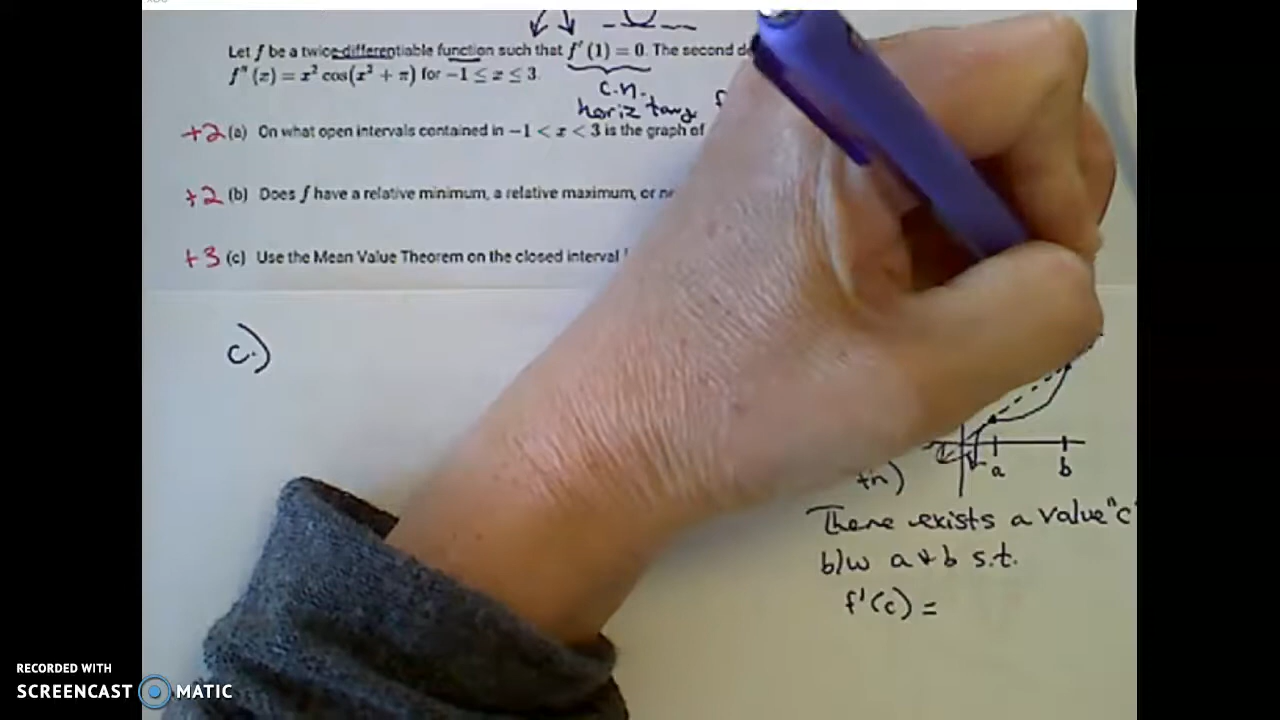 Let f be a twice-differentiable function such that f′(1) = 0. The second
f″(x) = x² cos(x² + π) for −1 ≤ x ≤ 3.
c.n.
horiz tang
+2 (a) On what open intervals contained in −1 < x < 3 is the graph of
+2 (b) Does f have a relative minimum, a relative maximum, or
+3 (c) Use the Mean Value Theorem on the closed interval
c.)
a b
There exists a value "c"
b/w a + b s.t.
f'(c) =
RECORDED WITH
SCREENCAST MATIC